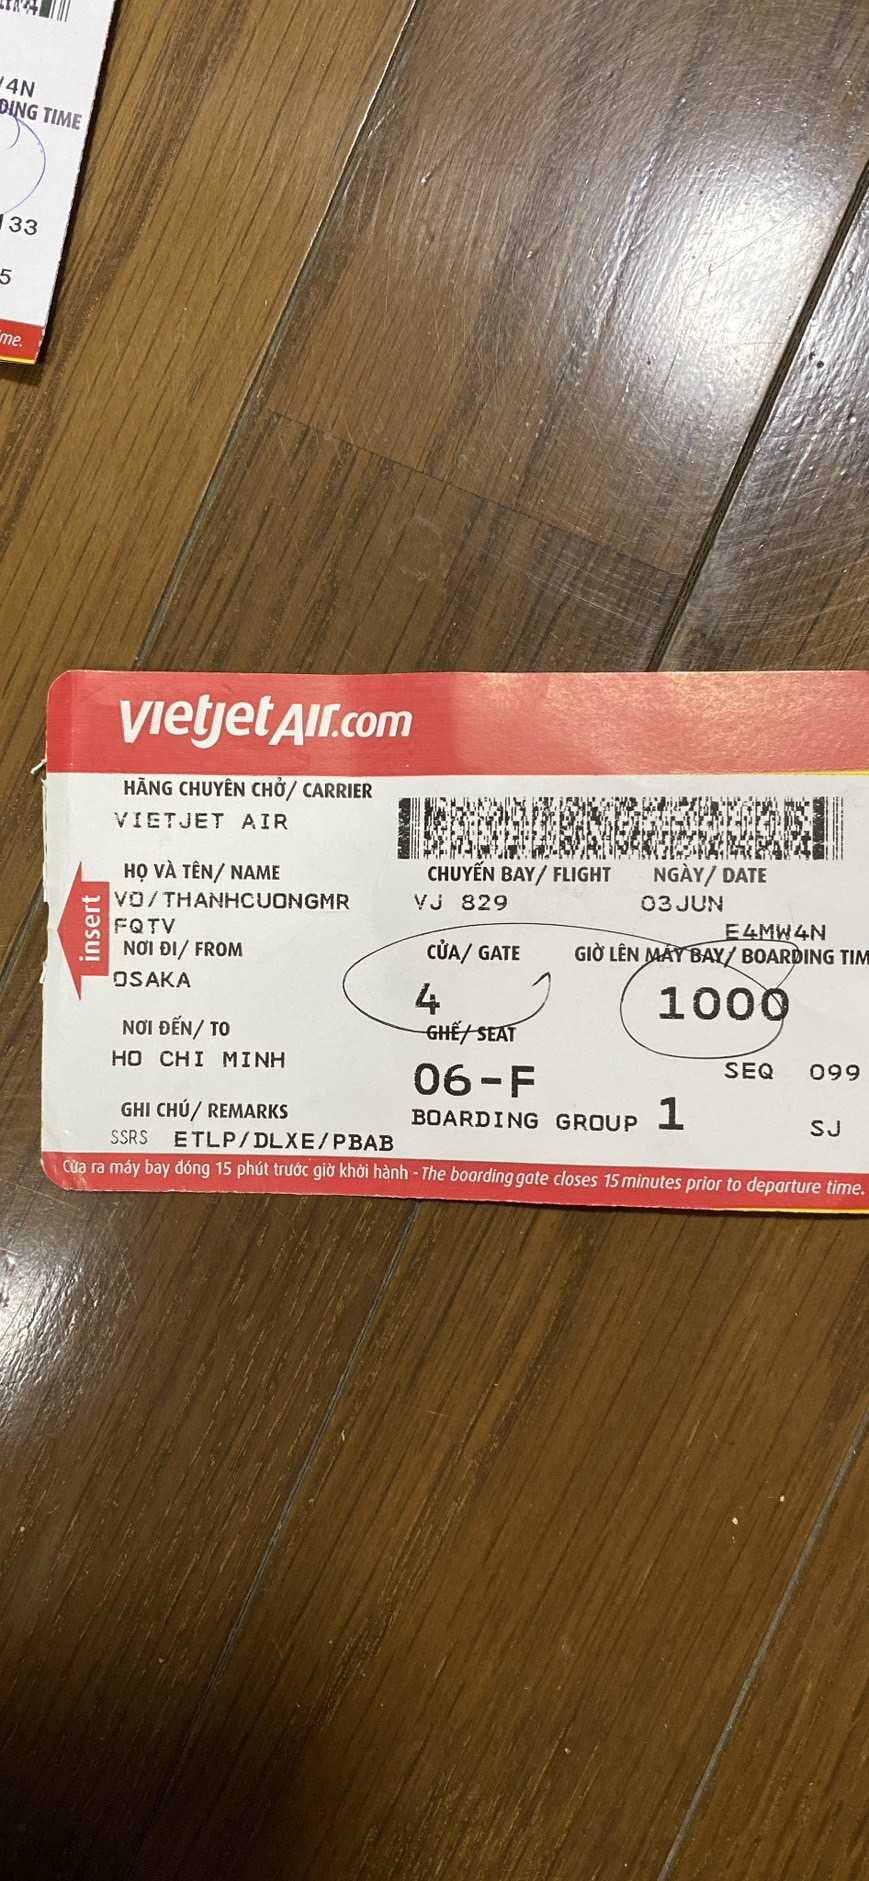 4N
DING TIME
133
5
me.
vietjetAir.com
HÃNG CHUYÊN CHỞ/ CARRIER
VIETJET AIR
HỌ VÀ TÊN/ NAME
CHUYẾN BAY/ FLIGHT
NGÀY/ DATE
VO/THANHCUONGMR
VJ 829
03JUN
FQTV
E4MW4N
insert
NƠI ĐI/ FROM
CỬA/ GATE
GIỜ LÊN MÁY BAY/ BOARDING TIM
OSAKA
4
1000
NƠI ĐẾN/ TO
GHẾ/ SEAT
HO CHI MINH
06-F
SEQ 099
GHI CHÚ/ REMARKS
BOARDING GROUP 1
SJ
SSRS ETLP/DLXE/PBAB
Cửa ra máy bay đóng 15 phút trước giờ khởi hành - The boarding gate closes 15 minutes prior to departure time.